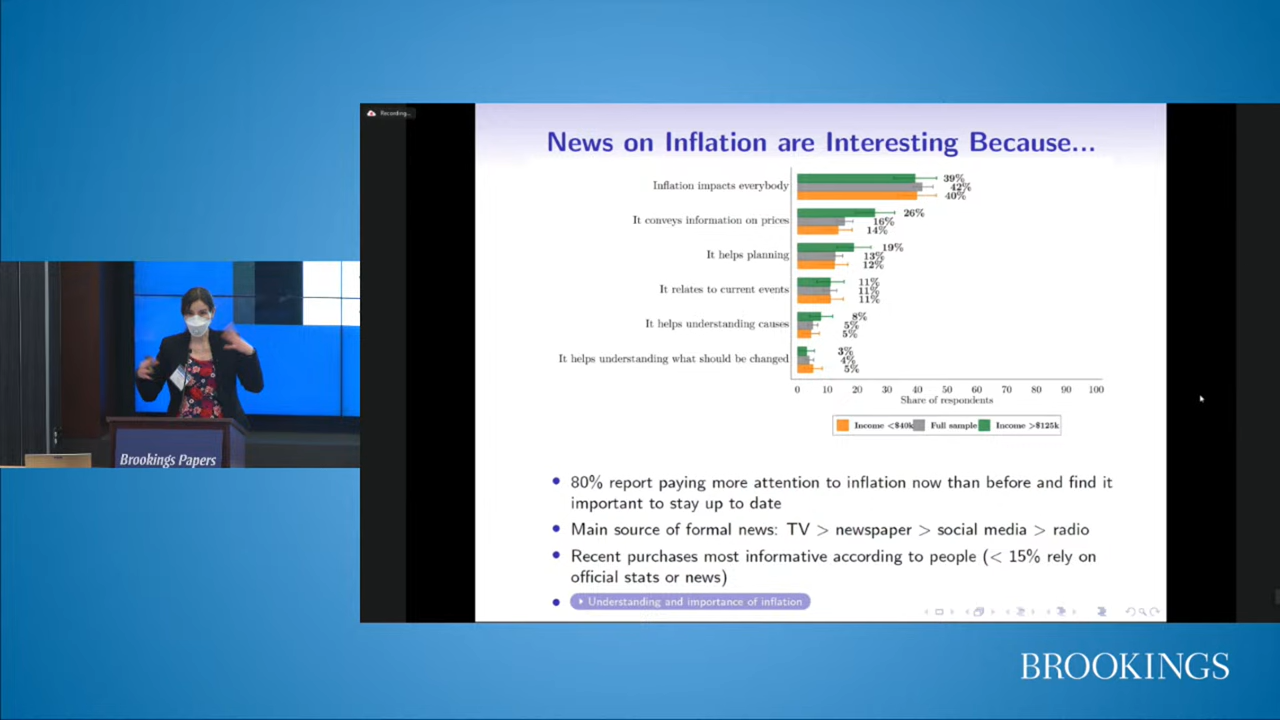 Recording...
News on Inflation are Interesting Because...
Inflation impacts everybody
39%
42%
40%
It conveys information on prices
26%
16%
14%
It helps planning
19%
13%
12%
It relates to current events
11%
11%
11%
It helps understanding causes
8%
5%
5%
It helps understanding what should be changed
3%
4%
5%
0 10 20 30 40 50 60 70 80 90 100
Share of respondents
Income <$40k Full sample Income >$125k
• 80% report paying more attention to inflation now than before and find it
important to stay up to date
• Main source of formal news: TV > newspaper > social media > radio
• Recent purchases most informative according to people (< 15% rely on
official stats or news)
• Understanding and importance of inflation
Brookings Papers
BROOKINGS